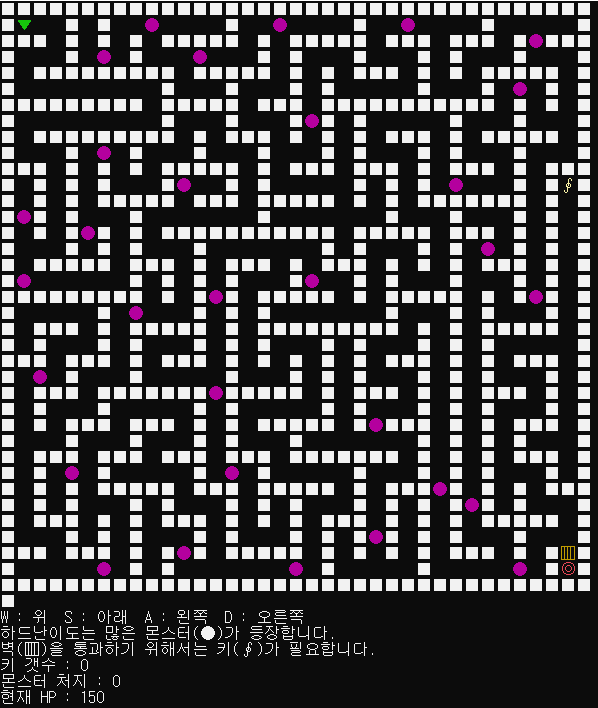 W : 위 S : 아래 A : 왼쪽 D : 오른쪽
하드난이도는 많은 몬스터(●)가 등장합니다.
벽(▥)을 통과하기 위해서는 키(∮)가 필요합니다.
키 갯수 : 0
몬스터 처지 : 0
현재 HP : 150